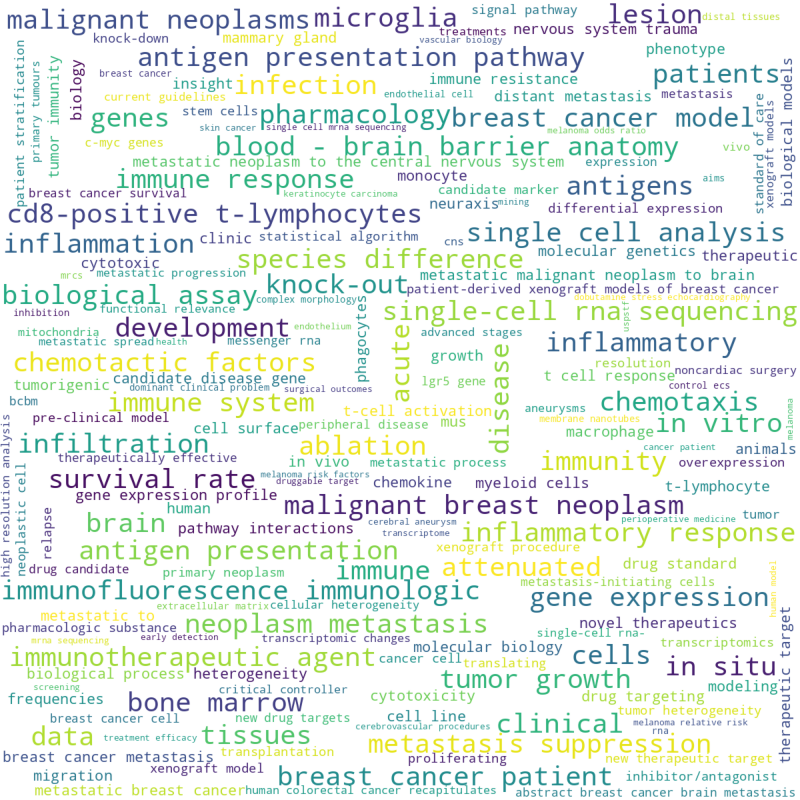 malignant neoplasms
microglia
signal pathway
lesion
distal tissues
knock-down
mammary gland
vascular biology
treatments
nervous system trauma
antigen presentation pathway
phenotype
patient stratification
primary tumours
tumor immunity
biology
breast cancer
insight
infection
endothelial cell
immune resistance
patients
current guidelines
stem cells
distant metastasis
metastasis
standard of care
xenograft models
biological models
genes
pharmacology
breast cancer model
c-myc genes
skin cancer
single cell mrna sequencing
melanoma odds ratio
vivo
blood - brain barrier anatomy
metastatic neoplasm to the central nervous system
expression
immune response
monocyte
candidate marker
antigens
aims
breast cancer survival
keratinocyte carcinoma
neuraxis
mining
cd8-positive t-lymphocytes
differential expression
inflammation
clinic
statistical algorithm
cns
single cell analysis
cytotoxic
species difference
molecular genetics
therapeutic
mrcs
metastatic progression
knock-out
metastatic malignant neoplasm to brain
biological assay
complex morphology
patient-derived xenograft models of breast cancer
dobutamine stress echocardiography
functional relevance
inhibition
phagocytes
single-cell rna sequencing
uspstf
mitochondria
development
endothelium
acute
advanced stages
inflammatory
metastatic spread
health
messenger rna
disease
chemotactic factors
growth
resolution
noncardiac surgery
tumorigenic
candidate disease gene
lgr5 gene
t cell response
control ecs
dominant clinical problem
surgical outcomes
bcbm
immune system
t-cell activation
aneurysms
membrane nanotubes
chemotaxis
melanoma
pre-clinical model
cell surface
peripheral disease
mus
macrophage
in vitro
high resolution analysis
neoplastic cell
infiltration
ablation
cancer patient
animals
therapeutically effective
in vivo
metastatic process
immunity
overexpression
survival rate
melanoma risk factors
druggable target
chemokine
myeloid cells
t-lymphocyte
gene expression profile
human
malignant breast neoplasm
tumor
relapse
brain
pathway interactions
cerebral aneurysm
transcriptome
inflammatory response
perioperative medicine
antigen presentation
xenograft procedure
drug candidate
primary neoplasm
immune
attenuated
drug standard
metastasis-initiating cells
human model
immunofluorescence immunologic
gene expression
metastatic to
extracellular matrix
cellular heterogeneity
pharmacologic substance
neoplasm metastasis
novel therapeutics
mrna sequencing
early detection
transcriptomic changes
molecular biology
single-cell rna-
transcriptomics
therapeutic target
immunotherapeutic agent
cancer cell
translating
cells
in situ
biological process
heterogeneity
tumor growth
modeling
screening
critical controller
frequencies
bone marrow
cytotoxicity
drug targeting
breast cancer cell
new drug targets
cell line
clinical
tumor heterogeneity
cerebrovascular procedures
melanoma relative risk
rna
data
treatment efficacy
tissues
metastasis suppression
breast cancer metastasis
transplantation
proliferating
new therapeutic target
migration
xenograft model
breast cancer patient
inhibitor/antagonist
metastatic breast cancer
human colorectal cancer recapitulates
abstract breast cancer brain metastasis